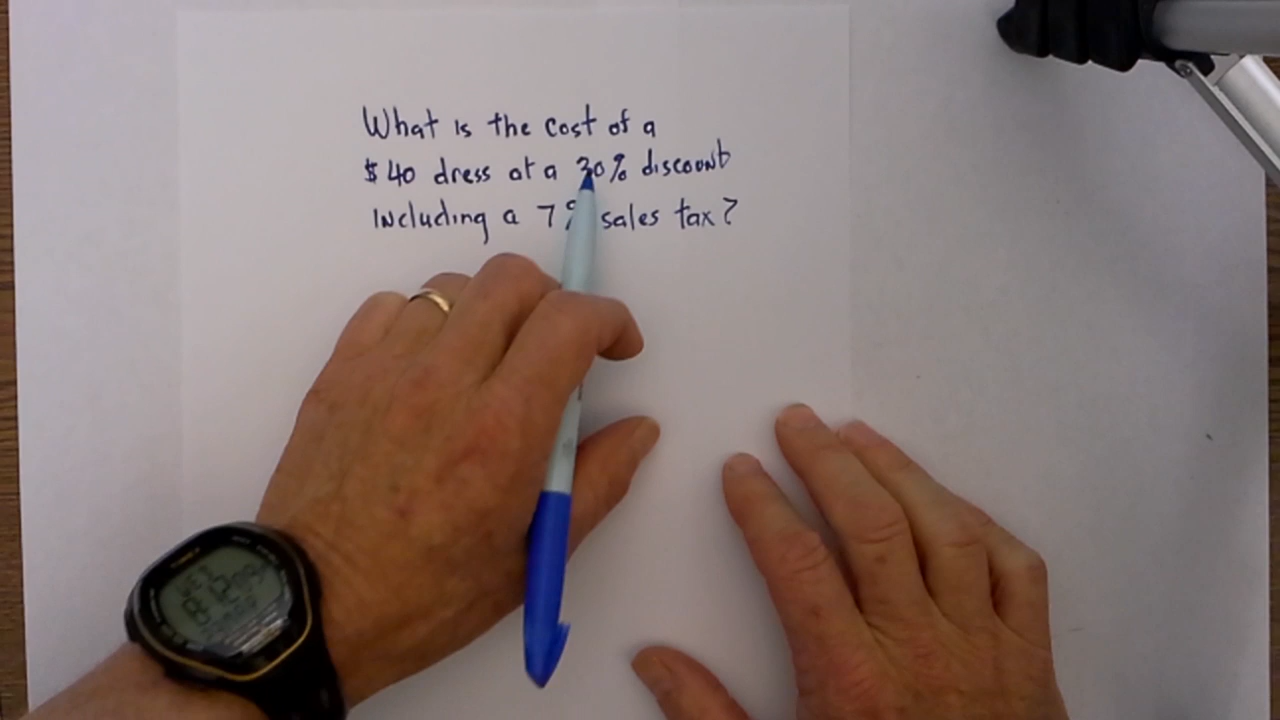 What is the cost of a
$40 dress at a 30% discount
including a 7% sales tax?